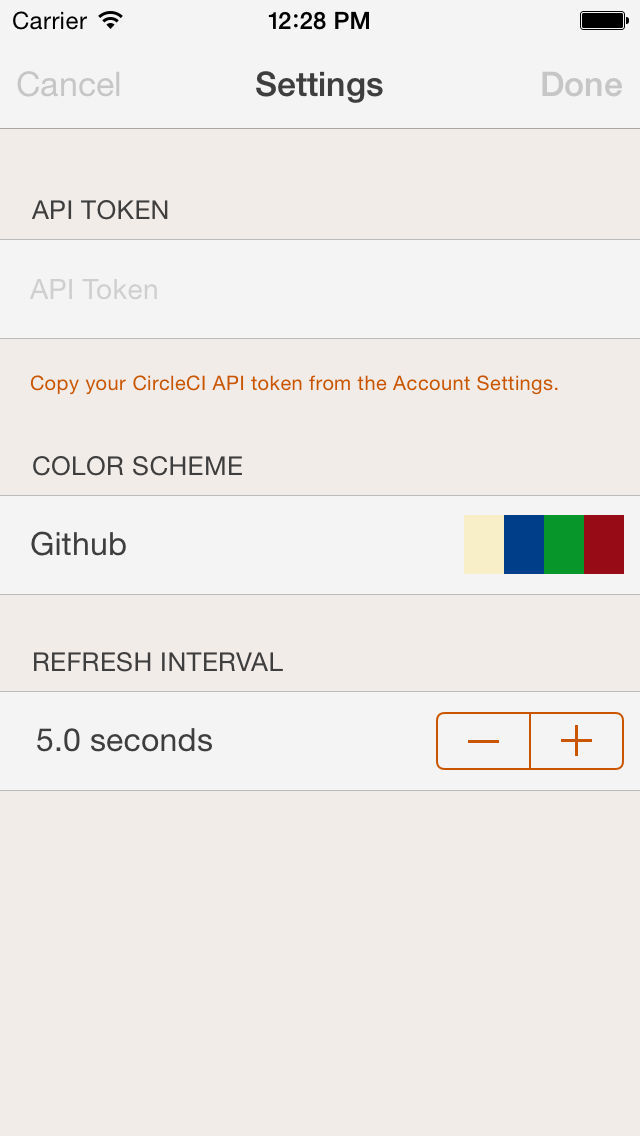 Carrier 12:28 PM
Cancel Settings Done
API TOKEN
API Token
Copy your CircleCI API token from the Account Settings.
COLOR SCHEME
Github
REFRESH INTERVAL
5.0 seconds